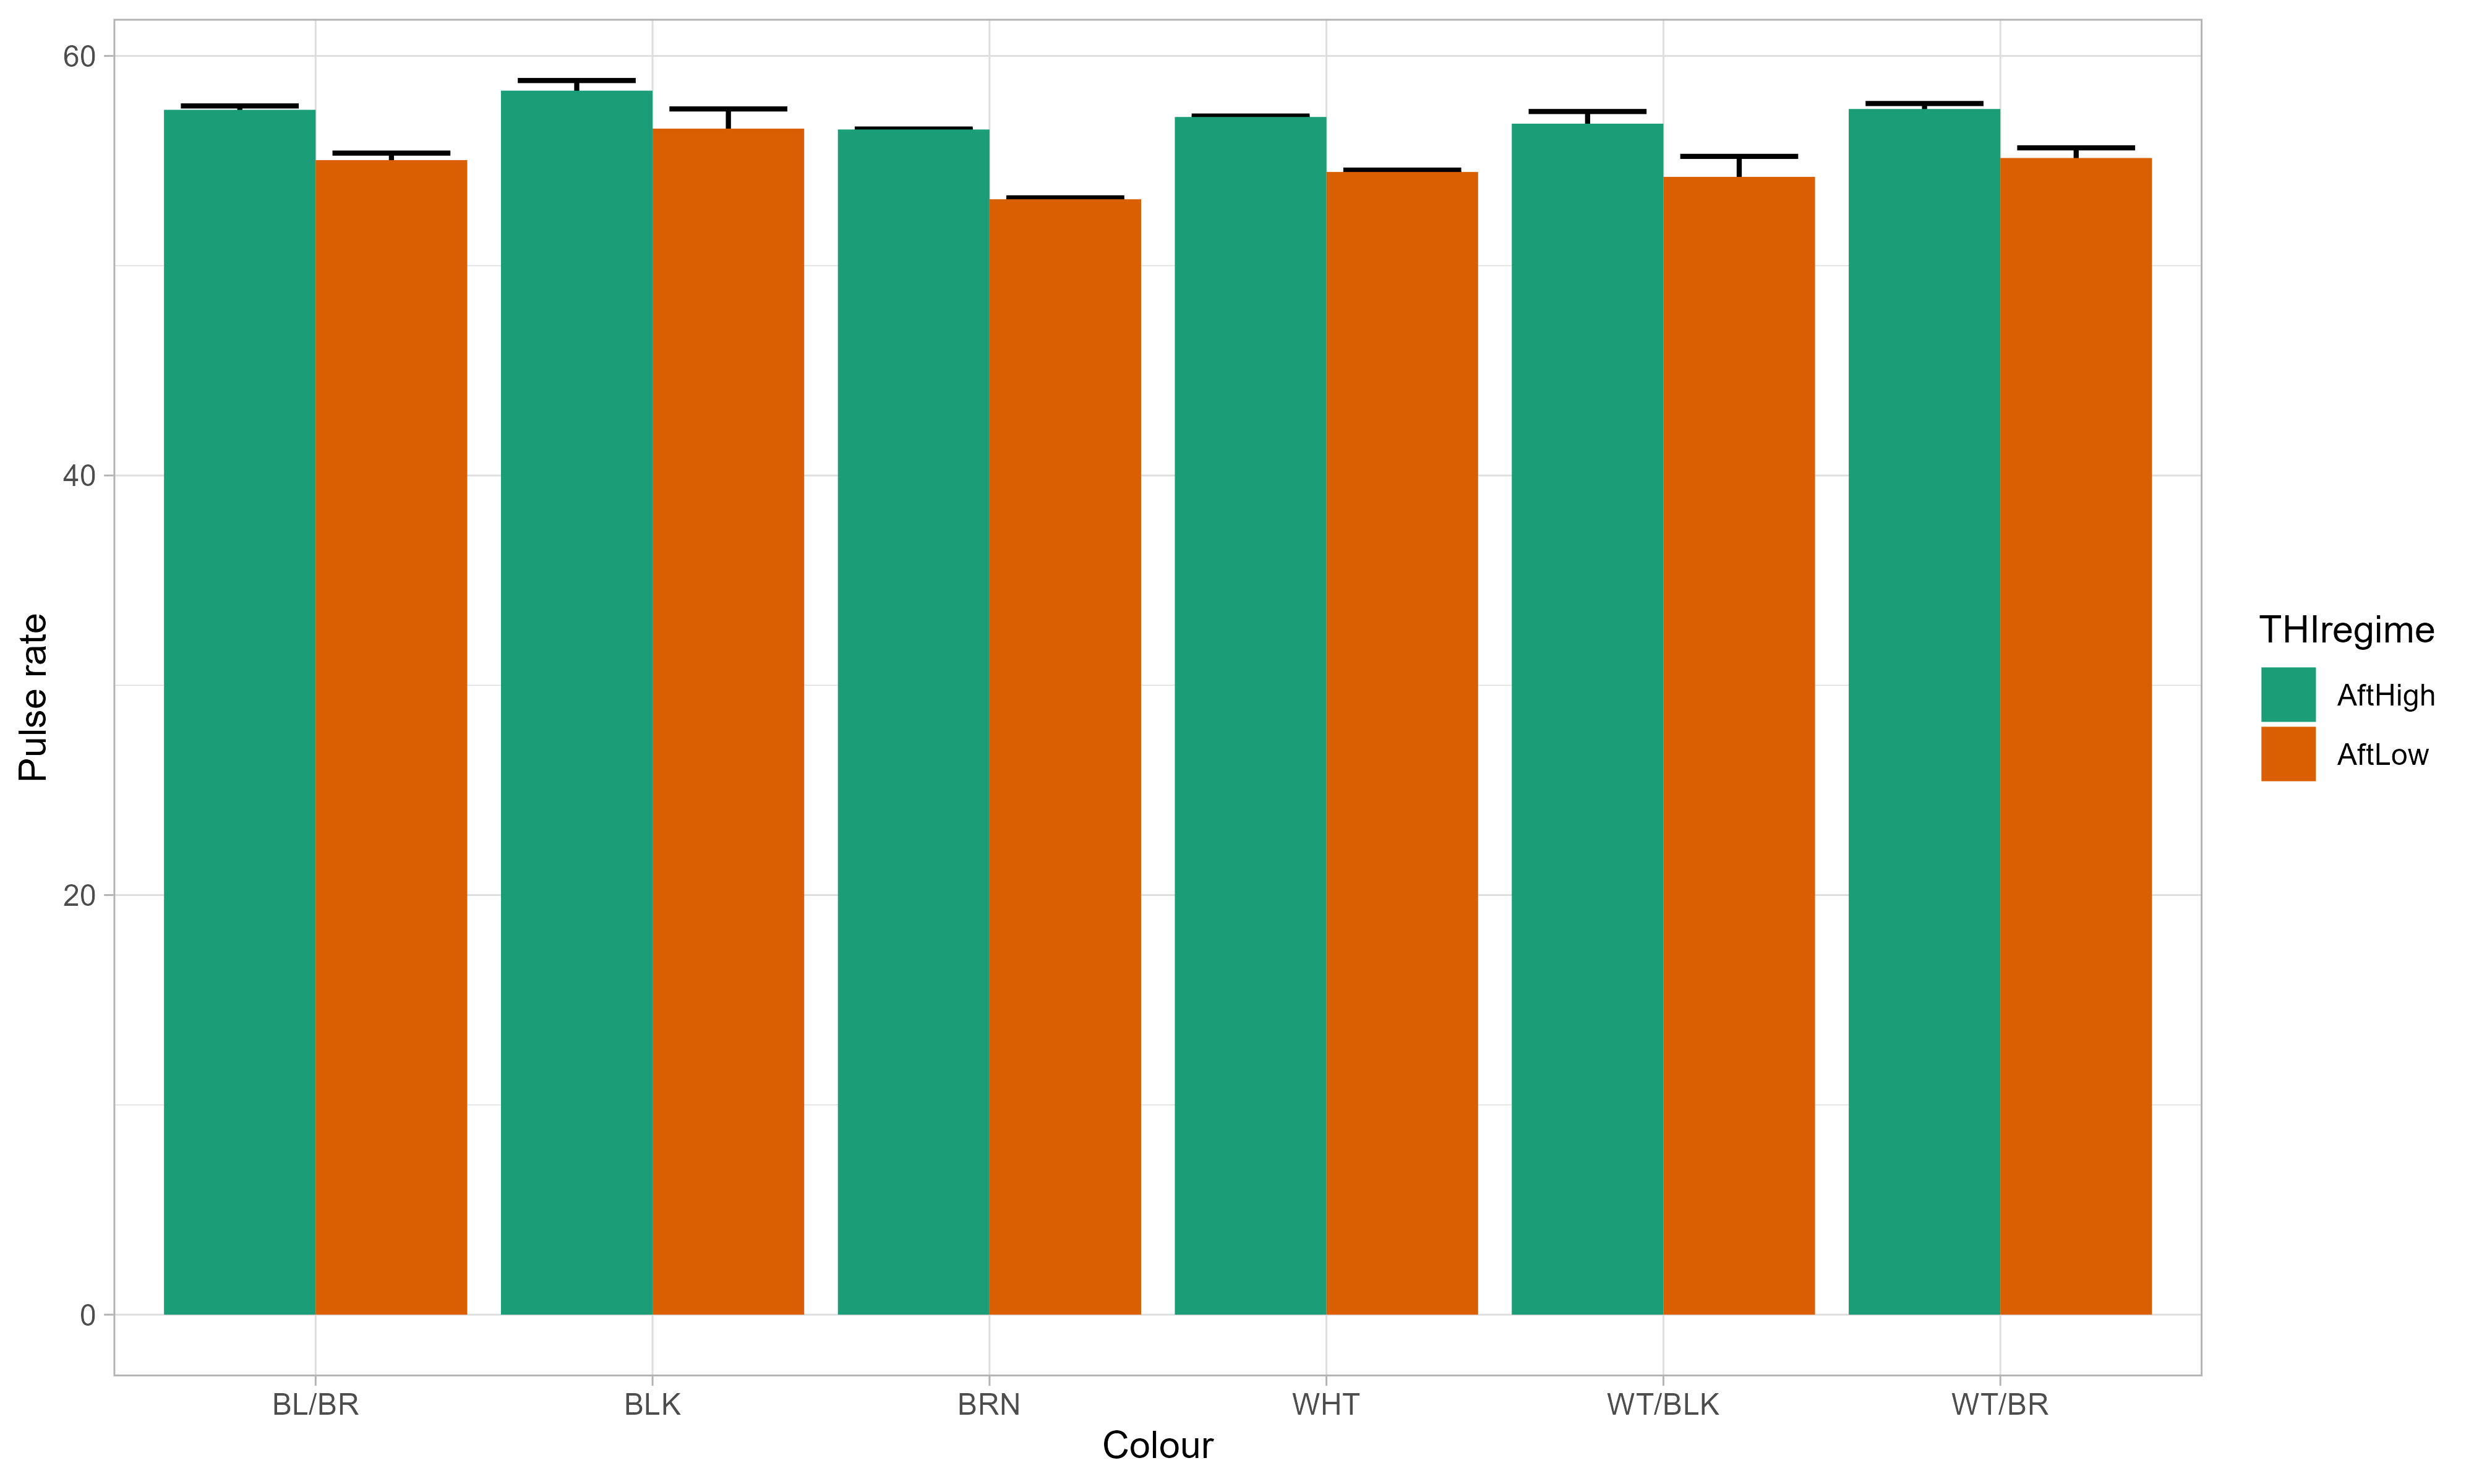 60
40
20
0
Pulse rate
BL/BR BLK BRN WHT WT/BLK WT/BR
Colour
THIregime
AftHigh
AftLow